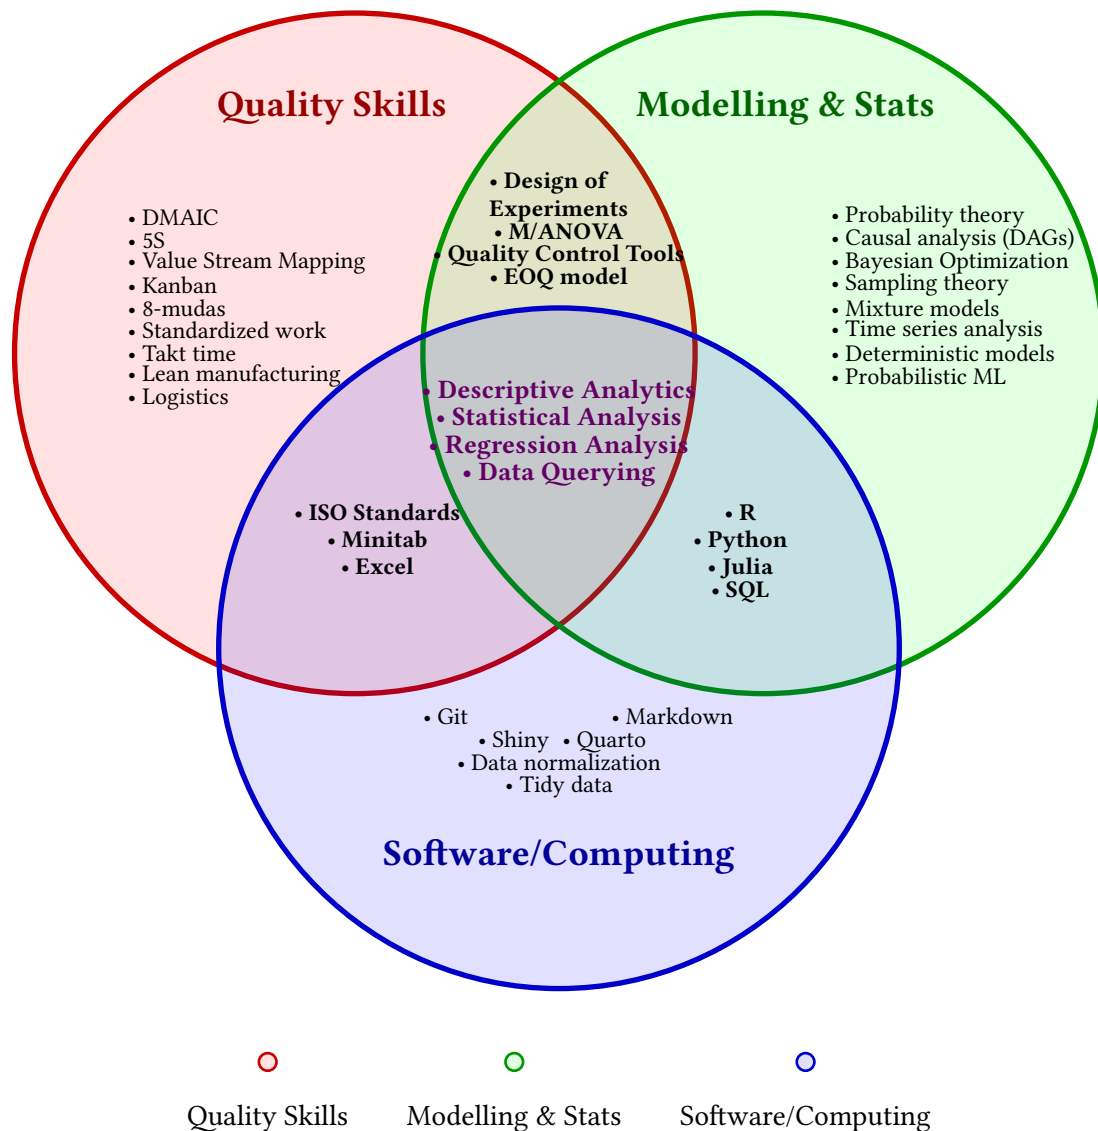 Quality Skills
Modelling & Stats
• Design of
Experiments
• M/ANOVA
• Quality Control Tools
• EOQ model
• DMAIC
• 5S
• Value Stream Mapping
• Kanban
• 8-mudas
• Standardized work
• Takt time
• Lean manufacturing
• Logistics
• Probability theory
• Causal analysis (DAGs)
• Bayesian Optimization
• Sampling theory
• Mixture models
• Time series analysis
• Deterministic models
• Probabilistic ML
• Descriptive Analytics
• Statistical Analysis
• Regression Analysis
• Data Querying
• ISO Standards
• Minitab
• Excel
• R
• Python
• Julia
• SQL
• Git • Markdown
• Shiny • Quarto
• Data normalization
• Tidy data
Software/Computing
Quality Skills Modelling & Stats Software/Computing